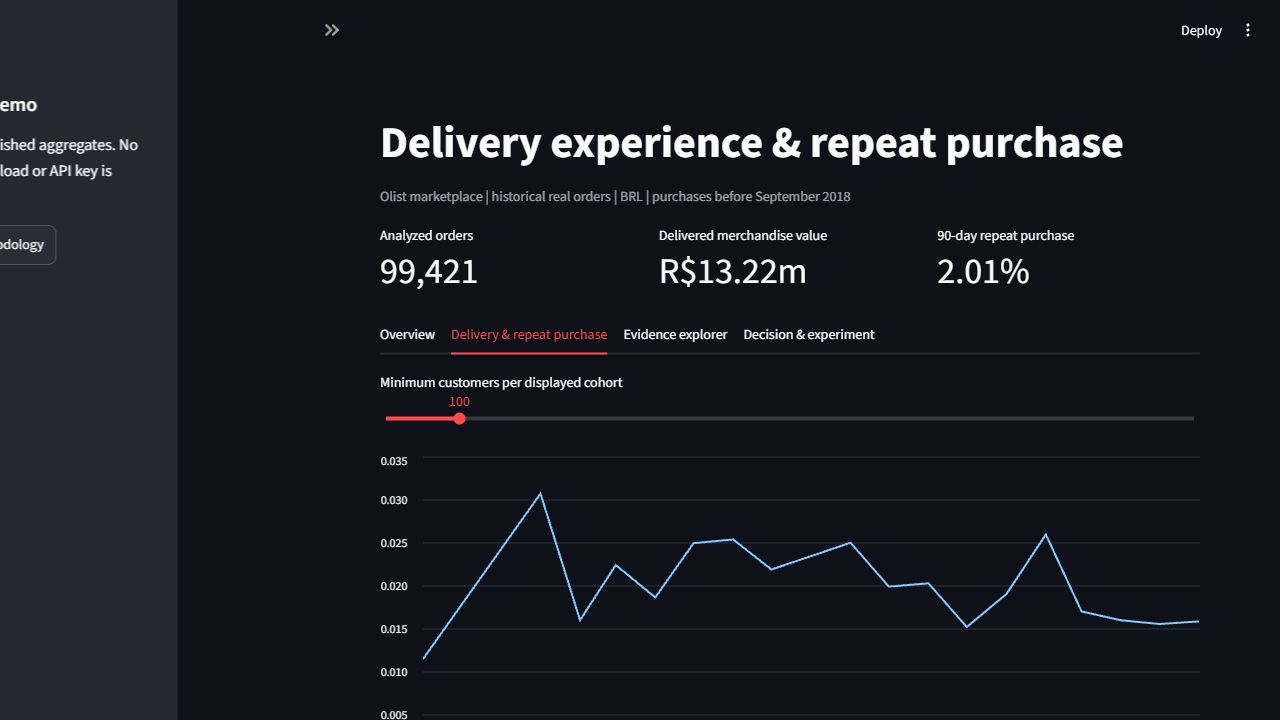 emo
ished aggregates. No
load or API key is
odology
Deploy
Delivery experience & repeat purchase
Olist marketplace | historical real orders | BRL | purchases before September 2018
Analyzed orders
99,421
Delivered merchandise value
R$13.22m
90-day repeat purchase
2.01%
Overview
Delivery & repeat purchase
Evidence explorer
Decision & experiment
Minimum customers per displayed cohort
100
0.035
0.030
0.025
0.020
0.015
0.010
0.005